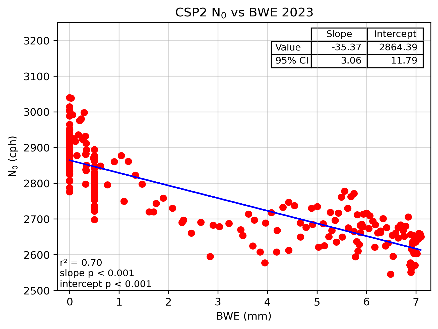 CSP2 N₀ vs BWE 2023
Slope Intercept
Value -35.37 2864.39
95% CI 3.06 11.79
3200
3100
3000
2900
2800
2700
2600
2500
N₀ (cph)
r² = 0.70
slope p < 0.001
intercept p < 0.001
0 1 2 3 4 5 6 7
BWE (mm)